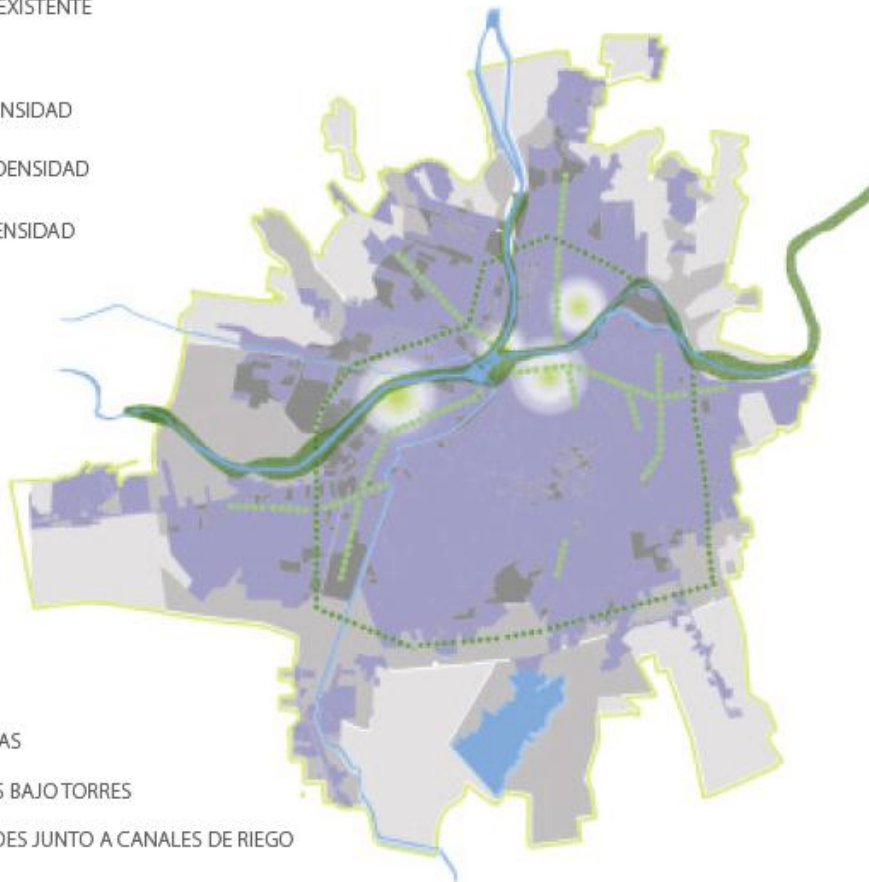 EXISTENTE
NSIDAD
DENSIDAD
ENSIDAD
AS
S BAJO TORRES
DES JUNTO A CANALES DE RIEGO